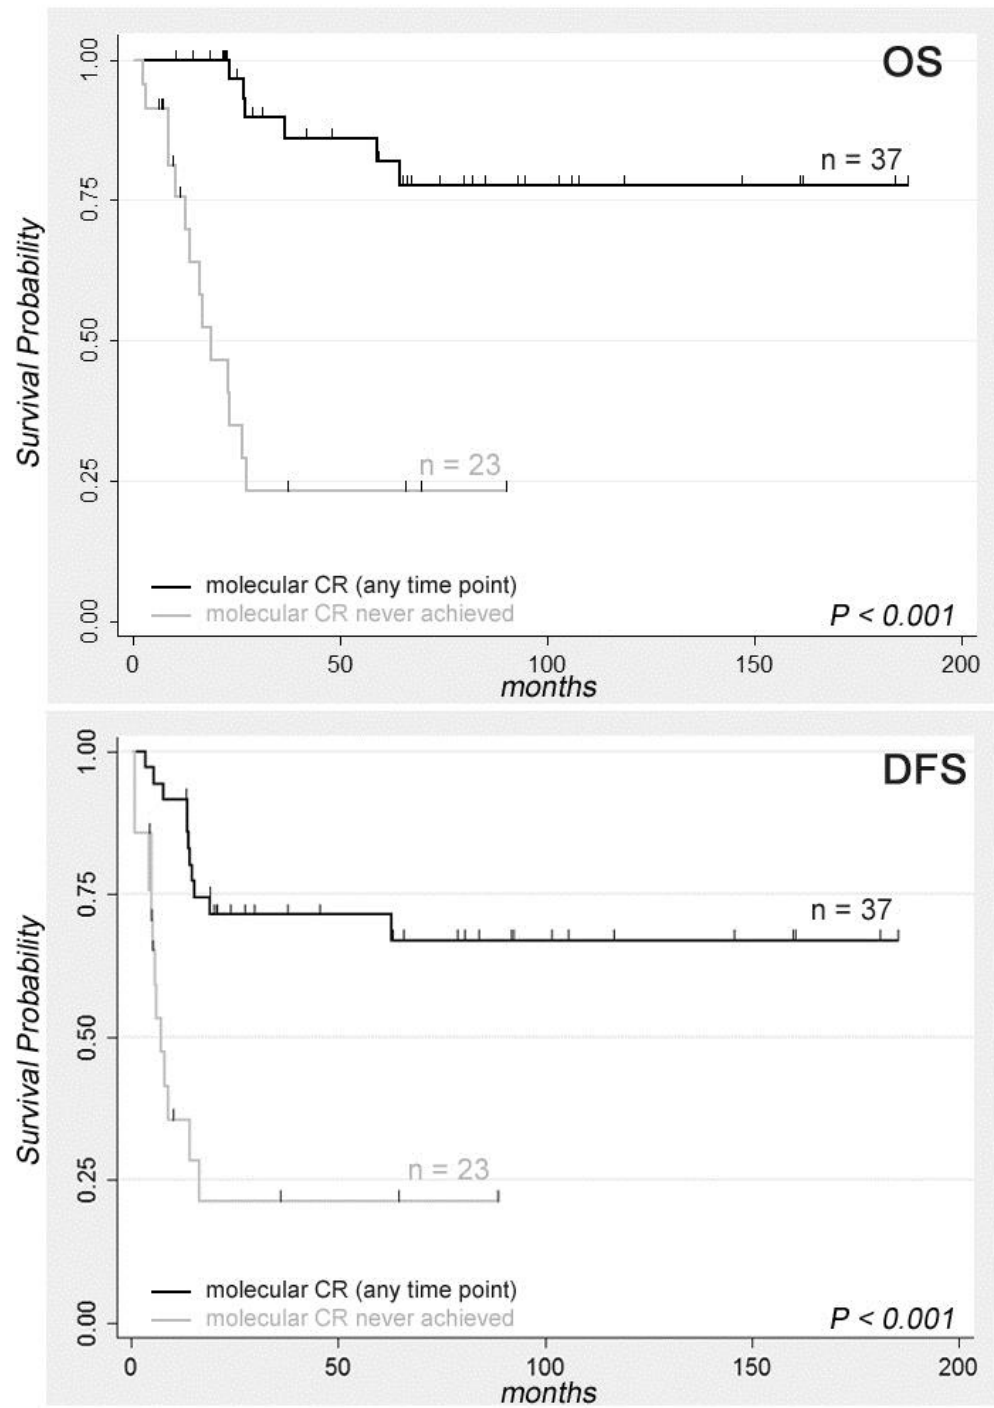 OS
1.00
0.75
0.50
0.25
0.00
Survival Probability
n = 37
n = 23
molecular CR (any time point)
molecular CR never achieved
P < 0.001
0 50 100 150 200
months
DFS
1.00
0.75
0.50
0.25
0.00
Survival Probability
n = 37
n = 23
molecular CR (any time point)
molecular CR never achieved
P < 0.001
0 50 100 150 200
months